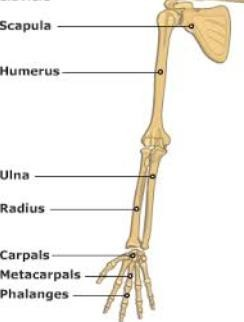 Scapula
Humerus
Ulna
Radius
Carpals
Metacarpals
Phalanges